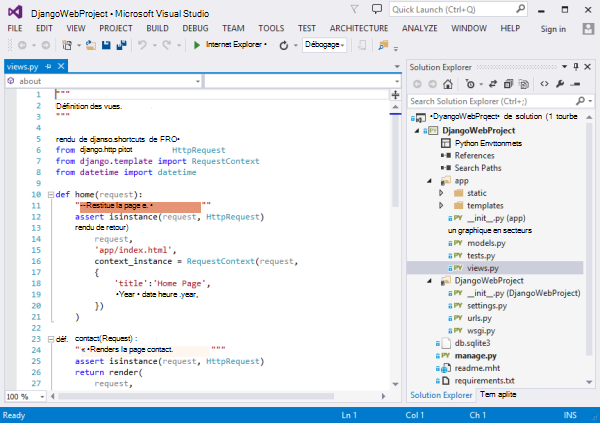 DjangoWebProject • Microsoft Visual Studio
Quick Launch (Ctrl+Q)
FILE EDIT VIEW PROJECT BUILD DEBUG TEAM TOOLS TEST ARCHITECTURE ANALYZE WINDOW HELP Sign in
Internet Explorer • Débogage
views.py
about
1 """
2 Définition des vues.
3 """
4
5 rendu de djanso.shortcuts de FRO•
6 from django.http pitot HttpRequest
7 from django.template import RequestContext
8 from datetime import datetime
9
10 def home(request):
11 "--Restitue la page e. • ""
12 assert isinstance(request, HttpRequest)
13 rendu de retour)
14 request,
15 'app/index.html',
16 context_instance = RequestContext(request,
17 {
18 'title':'Home Page',
19 •Year • date heure .year,
20 })
21 )
22
23 déf. contact(Request) :
24 " « •Renders la page contact. """
25 assert isinstance(request, HttpRequest)
26 return render(
27 request,
100 %
Solution Explorer
Search Solution Explorer (Ctrl+;)
•DyangoWebPrcject• de solution (1 tourbe
DjangoWebProject
Python Envttonmets
References
Search Paths
app
static
templates
__init__.py (app)
un graphique en secteurs
models.py
tests.py
views.py
DjangoWebProject
__init__.py (DjangoWebProject)
settings.py
urls.py
wsgi.py
db.sqlite3
manage.py
readme.mht
requirements.txt
Solution Explorer Tem aplite
Ready Ln 1 Col 1 Ch 1 INS